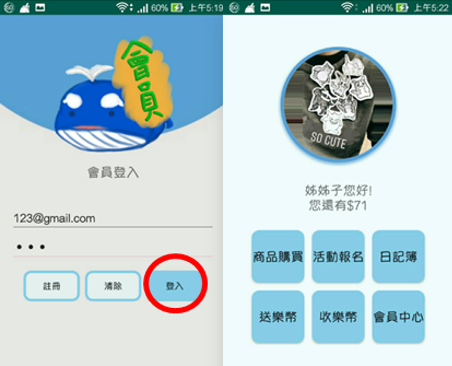 60% 上午5:19
會員
會員登入
123@gmail.com
註冊 清除 登入
60% 上午5:22
SO CUTE
姊姊子您好!
您還有$71
商品購買 活動報名 日記簿
送樂幣 收樂幣 會員中心